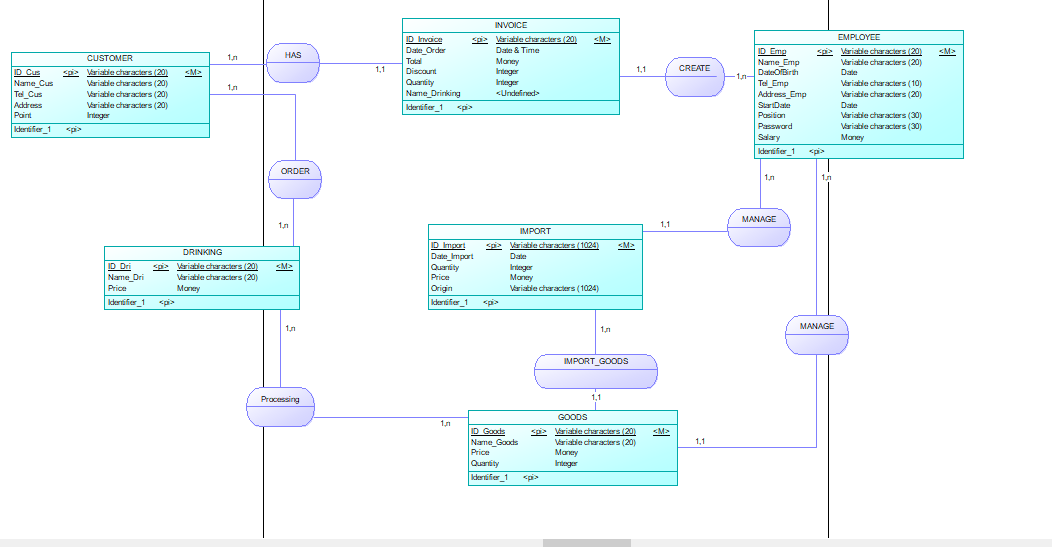 CUSTOMER
ID_Cus <pi> Variable characters (20) <M>
Name_Cus Variable characters (20)
Tel_Cus Variable characters (20)
Address Variable characters (20)
Point Integer
Identifier_1 <pi>
1,n
1,n
HAS
1,1
INVOICE
ID_Invoice <pi> Variable characters (20) <M>
Date_Order Date & Time
Total Money
Discount Integer
Quantity Integer
Name_Drinking <Undefined>
Identifier_1 <pi>
1,1
CREATE
1,n
EMPLOYEE
ID_Emp <pi> Variable characters (20) <M>
Name_Emp Variable characters (20)
DateOfBirth Date
Tel_Emp Variable characters (10)
Address_Emp Variable characters (20)
StartDate Date
Position Variable characters (30)
Password Variable characters (30)
Salary Money
Identifier_1 <pi>
1,n
1,n
ORDER
1,n
MANAGE
1,1
DRINKING
ID_Dri <pi> Variable characters (20) <M>
Name_Dri Variable characters (20)
Price Money
Identifier_1 <pi>
1,n
IMPORT
ID_Import <pi> Variable characters (1024) <M>
Date_Import Date
Quantity Integer
Price Money
Origin Variable characters (1024)
Identifier_1 <pi>
1,n
MANAGE
IMPORT_GOODS
1,1
Processing
1,n
GOODS
ID_Goods <pi> Variable characters (20) <M>
Name_Goods Variable characters (20)
Price Money
Quantity Integer
Identifier_1 <pi>
1,1